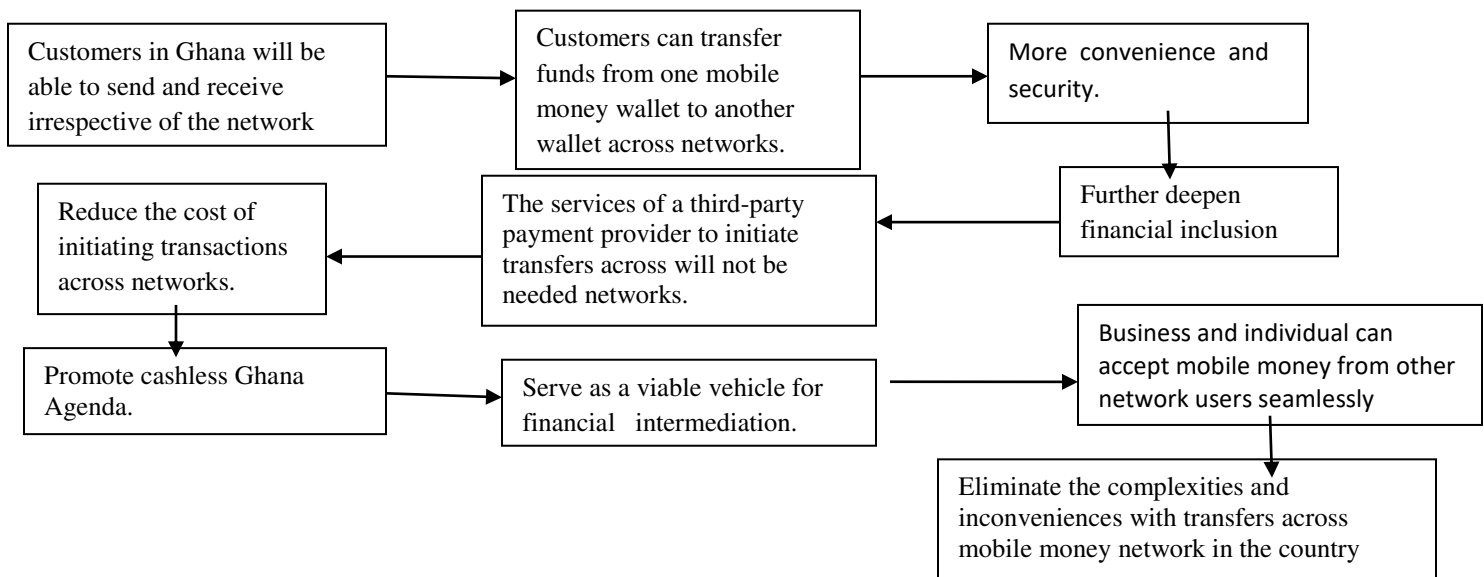 Customers in Ghana will be
able to send and receive
irrespective of the network
Customers can transfer
funds from one mobile
money wallet to another
wallet across networks.
More convenience and
security.
Further deepen
financial inclusion
The services of a third-party
payment provider to initiate
transfers across will not be
needed networks.
Reduce the cost of
initiating transactions
across networks.
Promote cashless Ghana
Agenda.
Serve as a viable vehicle for
financial intermediation.
Business and individual can
accept mobile money from other
network users seamlessly
Eliminate the complexities and
inconveniences with transfers across
mobile money network in the country